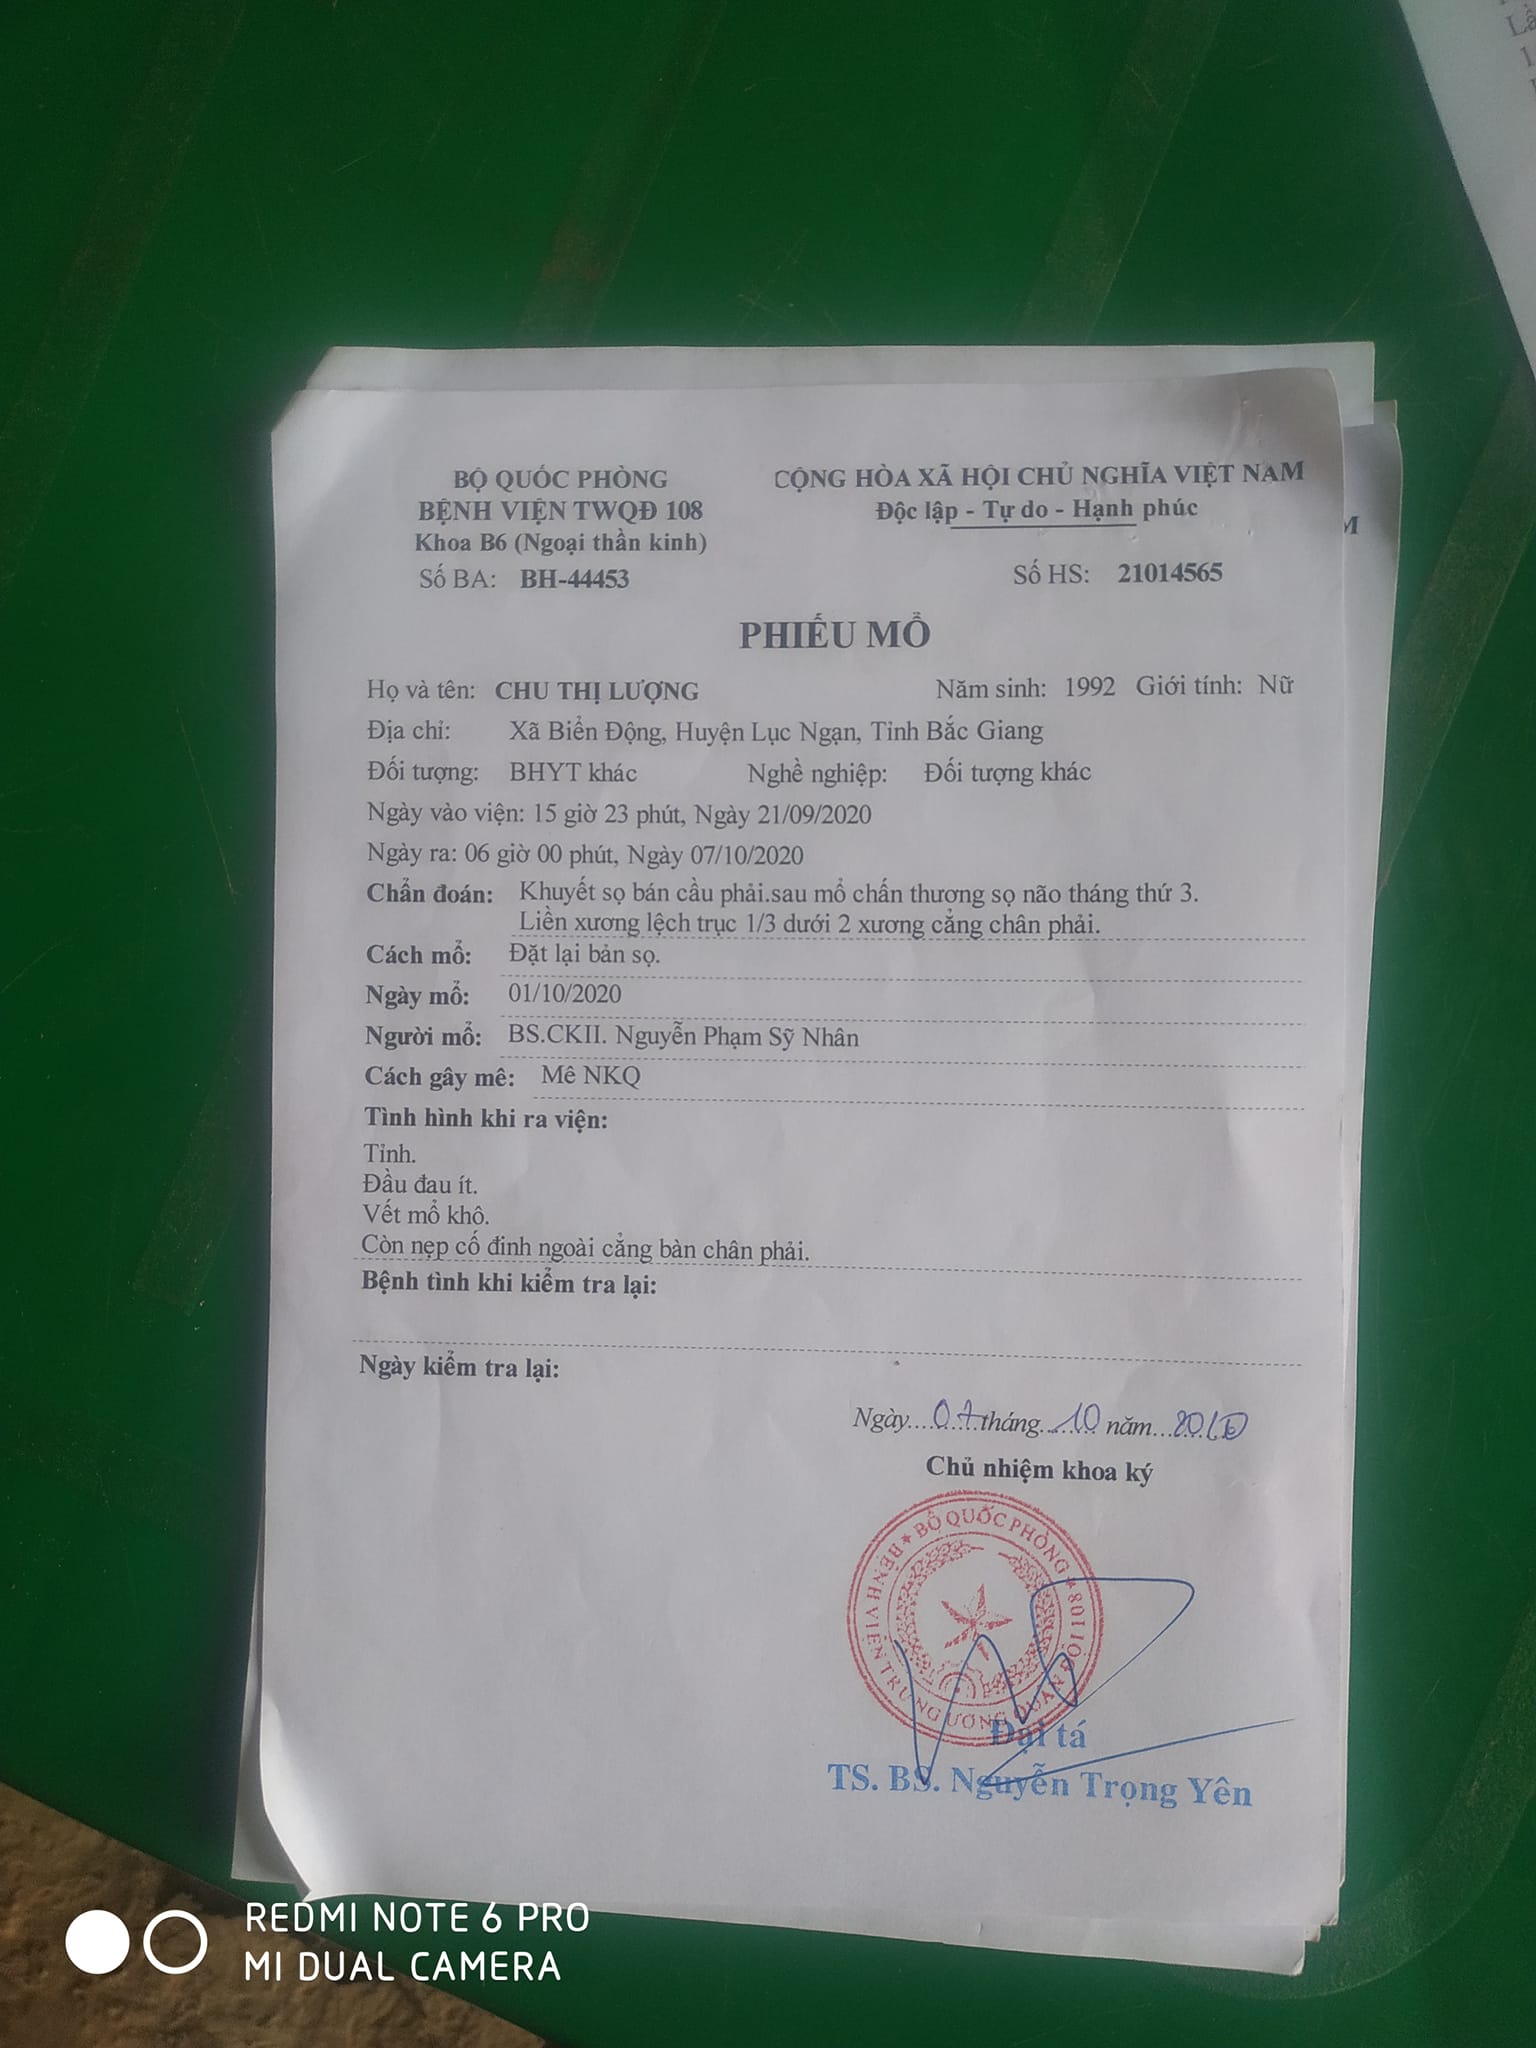 BỘ QUỐC PHÒNG
BỆNH VIỆN TWQĐ 108
Khoa B6 (Ngoại thần kinh)
Số BA: BH-44453
CỘNG HÒA XÃ HỘI CHỦ NGHĨA VIỆT NAM
Độc lập - Tự do - Hạnh phúc
Số HS: 21014565
PHIẾU MỔ
Họ và tên: CHU THỊ LƯỢNG Năm sinh: 1992 Giới tính: Nữ
Địa chỉ: Xã Biển Động, Huyện Lục Ngạn, Tỉnh Bắc Giang
Đối tượng: BHYT khác Nghề nghiệp: Đối tượng khác
Ngày vào viện: 15 giờ 23 phút, Ngày 21/09/2020
Ngày ra: 06 giờ 00 phút, Ngày 07/10/2020
Chẩn đoán: Khuyết sọ bán cầu phải.sau mổ chấn thương sọ não tháng thứ 3.
Liền xương lệch trục 1/3 dưới 2 xương cẳng chân phải.
Cách mổ: Đặt lại bản sọ.
Ngày mổ: 01/10/2020
Người mổ: BS.CKII. Nguyễn Phạm Sỹ Nhân
Cách gây mê: Mê NKQ
Tình hình khi ra viện:
Tỉnh.
Đầu đau ít.
Vết mổ khô.
Còn nẹp cố đinh ngoài cẳng bàn chân phải.
Bệnh tình khi kiểm tra lại:
Ngày kiểm tra lại:
Ngày 07 tháng 10 năm
Chủ nhiệm khoa ký
BỘ QUỐC PHÒNG
BỆNH VIỆN TRUNG ƯƠNG QUÂN ĐỘI 108
Đại tá
TS. BS. Nguyễn Trọng Yên
REDMI NOTE 6 PRO
MI DUAL CAMERA